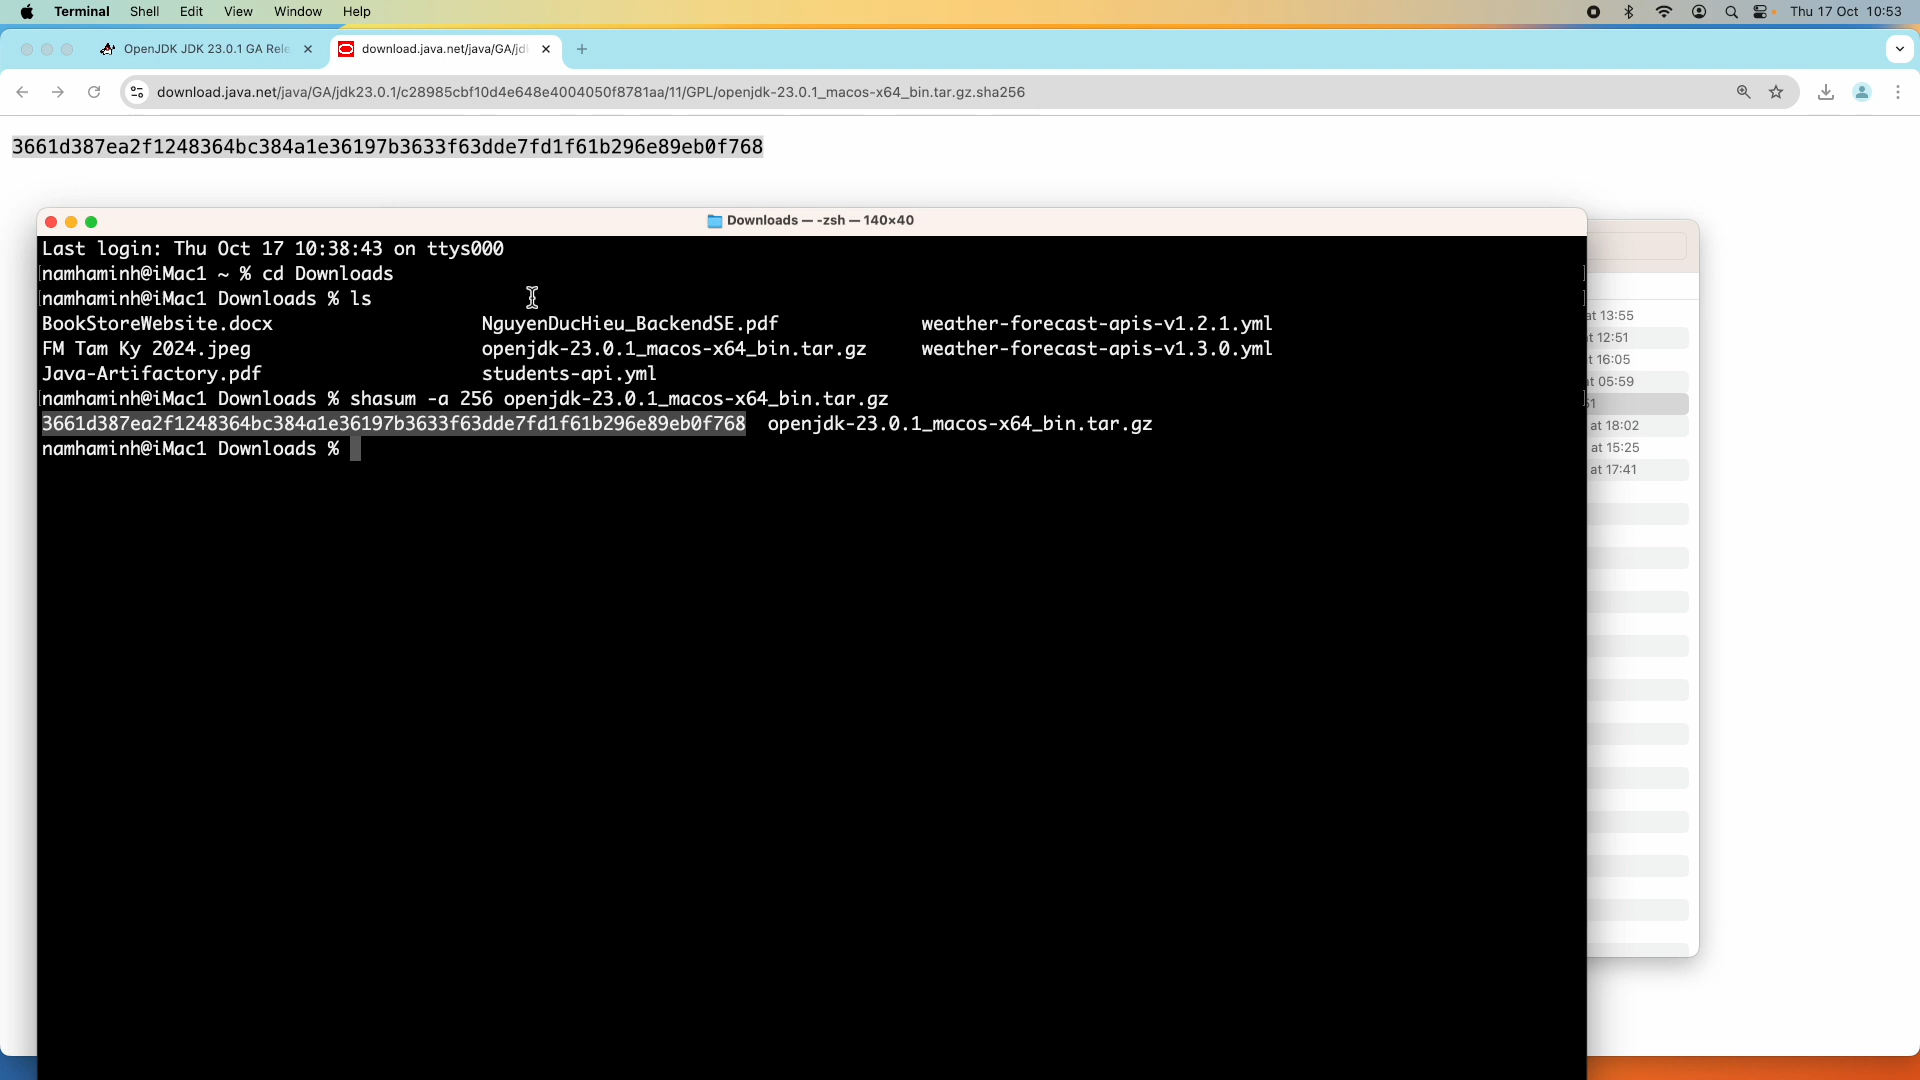 Terminal Shell Edit View Window Help Thu 17 Oct 10:53
OpenJDK JDK 23.0.1 GA Rele download.java.net/java/GA/jd
download.java.net/java/GA/jdk23.0.1/c28985cbf10d4e648e4004050f8781aa/11/GPL/openjdk-23.0.1_macos-x64_bin.tar.gz.sha256
3661d387ea2f1248364bc384a1e36197b3633f63dde7fd1f61b296e89eb0f768
Downloads — -zsh — 140×40
Last login: Thu Oct 17 10:38:43 on ttys000
namhaminh@iMac1 ~ % cd Downloads
namhaminh@iMac1 Downloads % ls
BookStoreWebsite.docx NguyenDucHieu_BackendSE.pdf weather-forecast-apis-v1.2.1.yml
FM Tam Ky 2024.jpeg openjdk-23.0.1_macos-x64_bin.tar.gz weather-forecast-apis-v1.3.0.yml
Java-Artifactory.pdf students-api.yml
namhaminh@iMac1 Downloads % shasum -a 256 openjdk-23.0.1_macos-x64_bin.tar.gz
3661d387ea2f1248364bc384a1e36197b3633f63dde7fd1f61b296e89eb0f768 openjdk-23.0.1_macos-x64_bin.tar.gz
namhaminh@iMac1 Downloads %
at 13:55
t 12:51
t 16:05
t 05:59
51
at 18:02
at 15:25
at 17:41